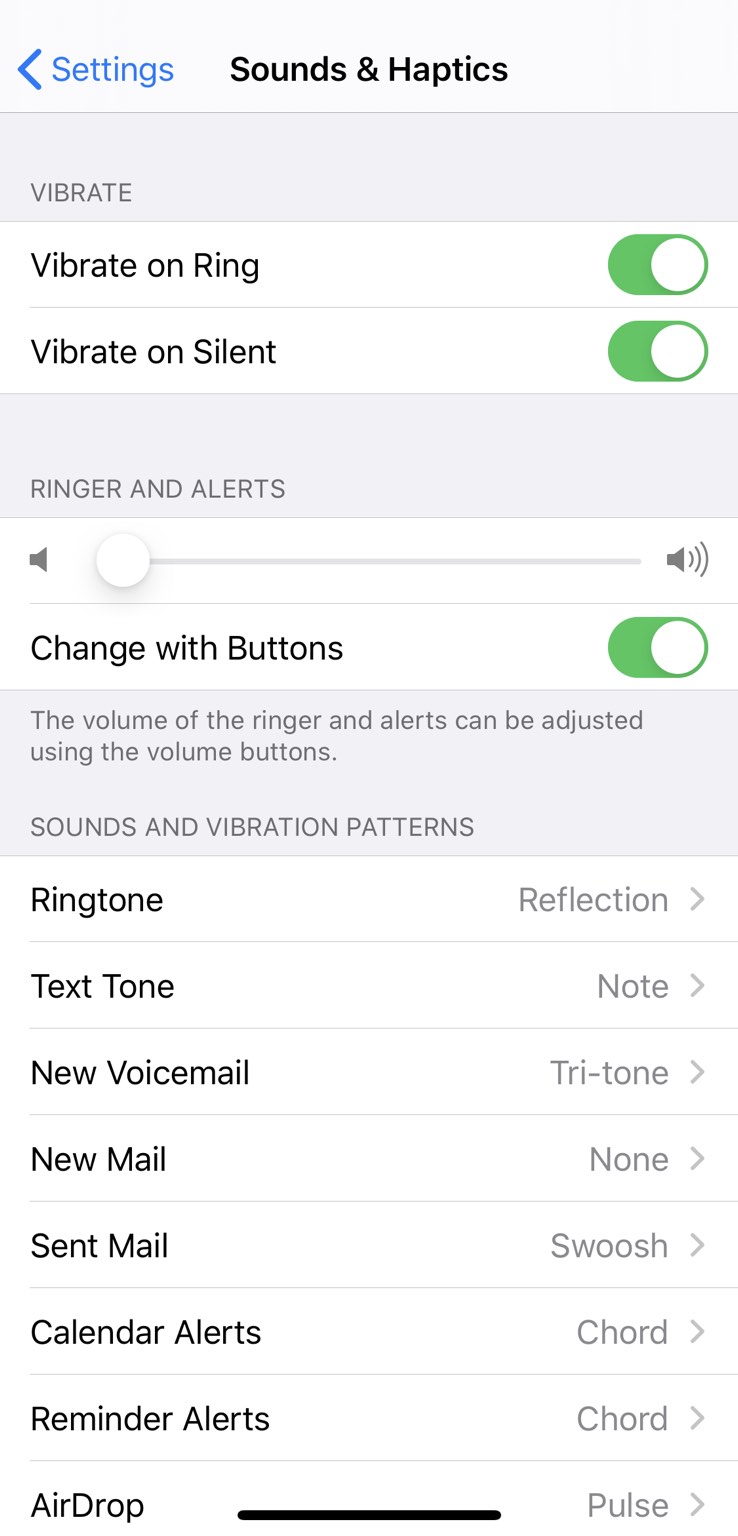 Settings
Sounds & Haptics
VIBRATE
Vibrate on Ring
Vibrate on Silent
RINGER AND ALERTS
Change with Buttons
The volume of the ringer and alerts can be adjusted
using the volume buttons.
SOUNDS AND VIBRATION PATTERNS
Ringtone Reflection
Text Tone Note
New Voicemail Tri-tone
New Mail None
Sent Mail Swoosh
Calendar Alerts Chord
Reminder Alerts Chord
AirDrop Pulse